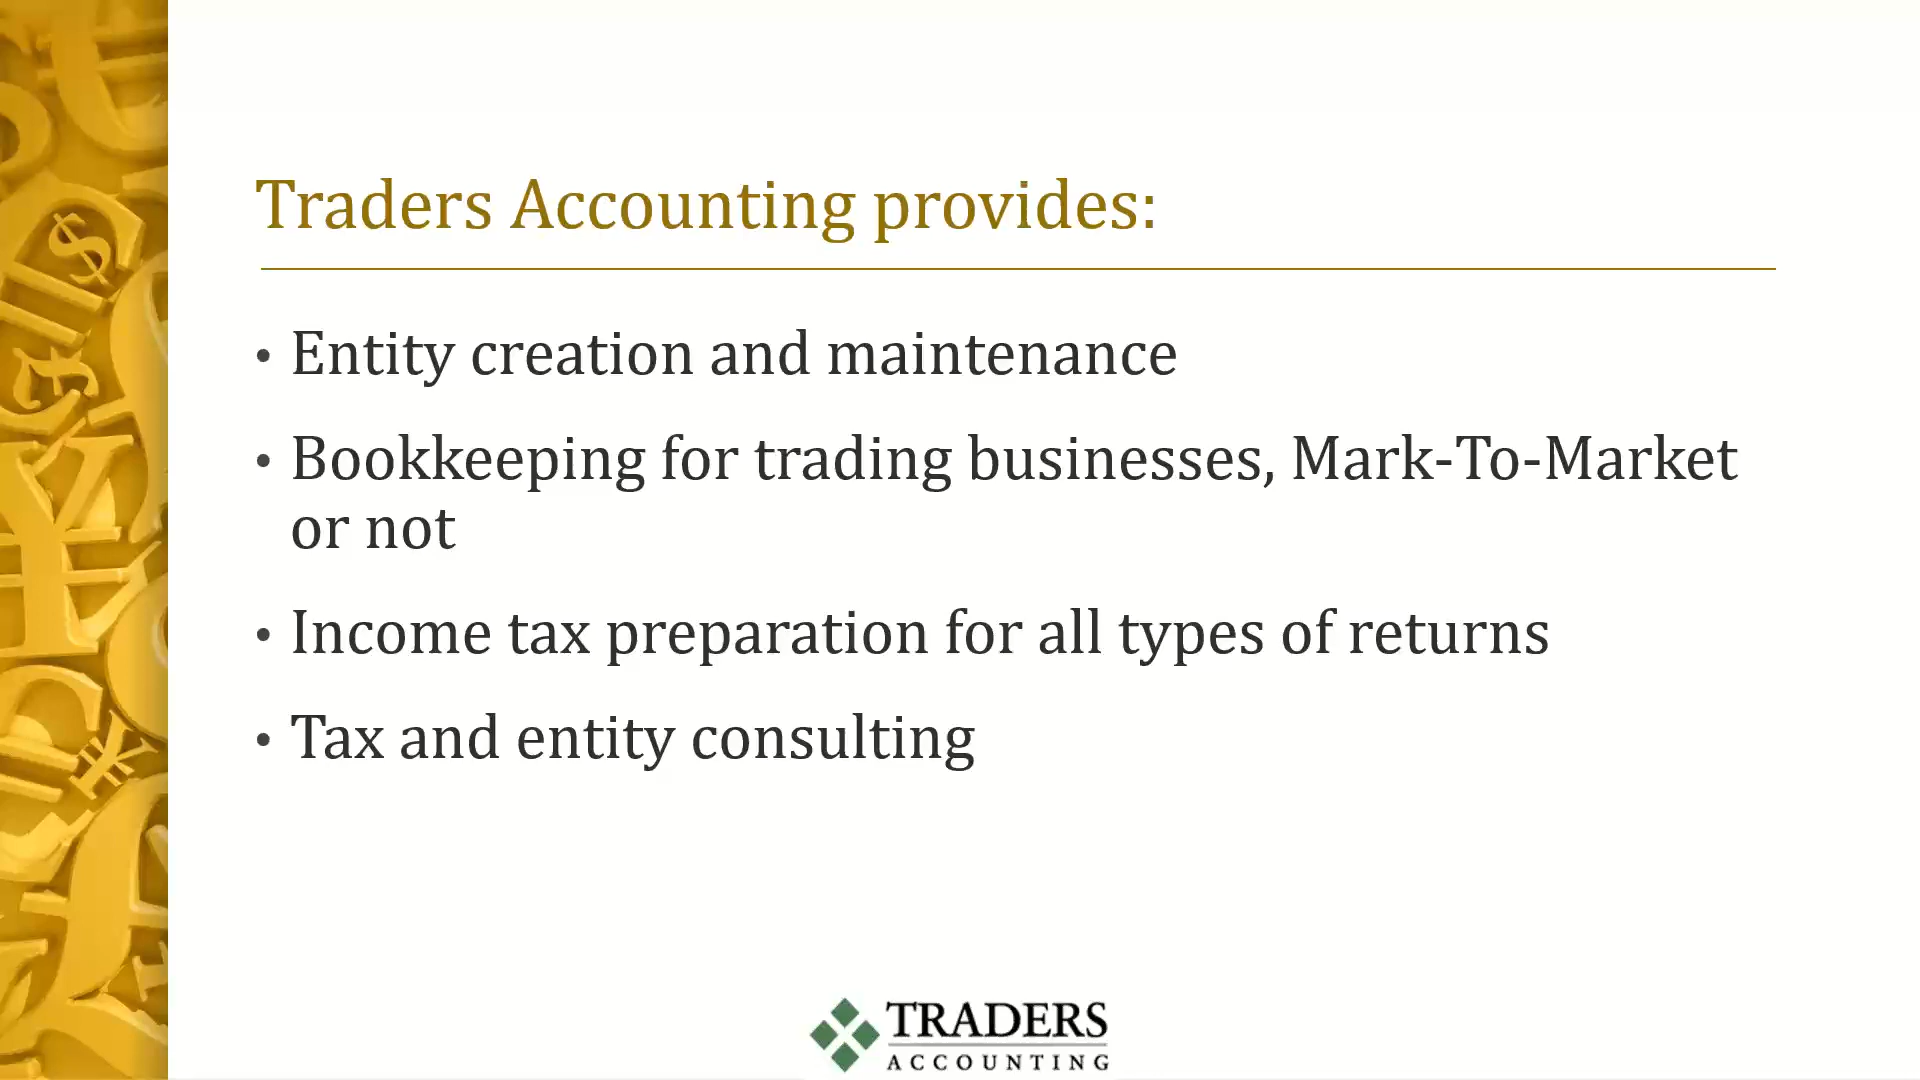 Traders Accounting provides:
• Entity creation and maintenance
• Bookkeeping for trading businesses, Mark-To-Market
or not
• Income tax preparation for all types of returns
• Tax and entity consulting
TRADERS
ACCOUNTING